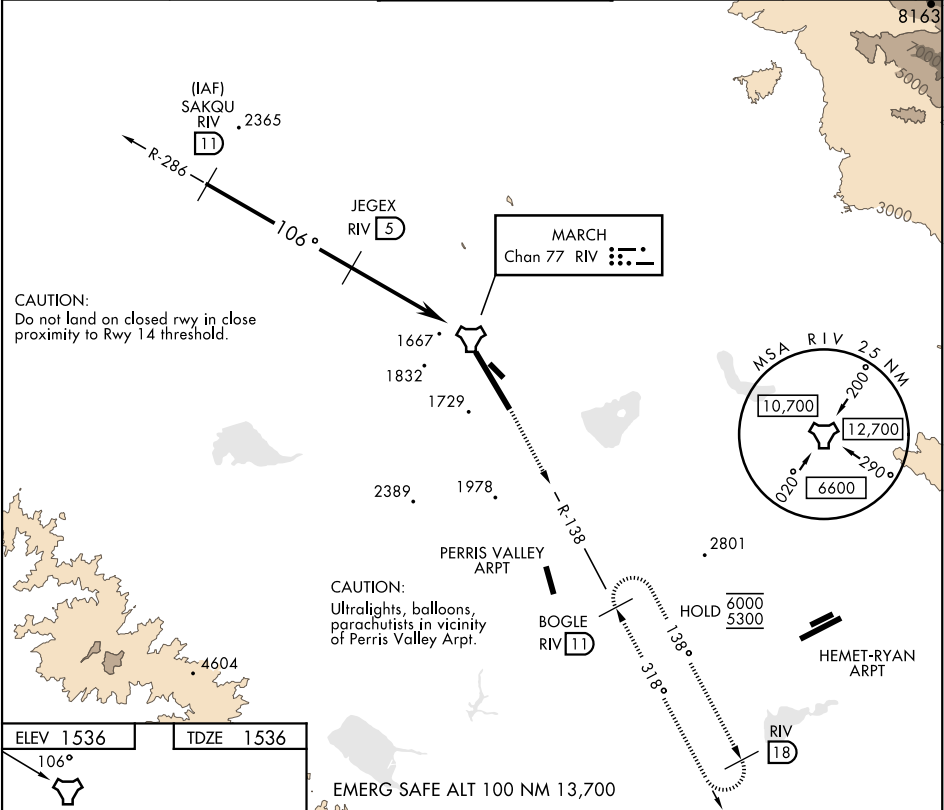 8163
7000
5000
3000
(IAF)
SAKQU
RIV
11
2365
R-286
106°
JEGEX
RIV 5
MARCH
Chan 77 RIV
CAUTION:
Do not land on closed rwy in close
proximity to Rwy 14 threshold.
1667
1832
1729
MSA RIV 25 NM
200°
10,700
12,700
290°
020°
6600
2389
1978
R-138
2801
PERRIS VALLEY
ARPT
CAUTION:
Ultralights, balloons,
parachutists in vicinity
of Perris Valley Arpt.
BOGLE
RIV 11
HOLD 6000
5300
138°
318°
HEMET-RYAN
ARPT
4604
RIV
18
ELEV 1536
TDZE 1536
106°
EMERG SAFE ALT 100 NM 13,700